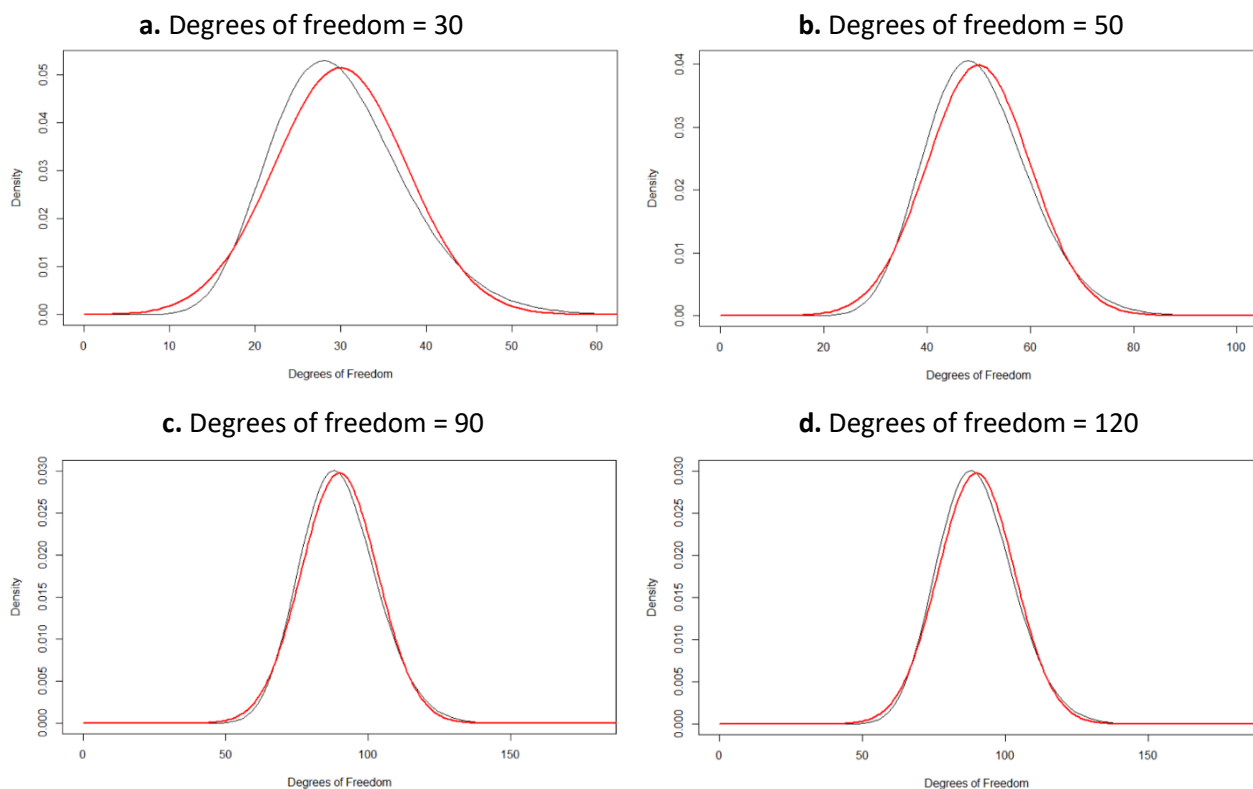 a. Degrees of freedom = 30
0.05
0.04
0.03
0.02
0.01
0.00
Density
0 10 20 30 40 50 60
Degrees of Freedom
b. Degrees of freedom = 50
0.04
0.03
0.02
0.01
0.00
Density
0 20 40 60 80 100
Degrees of Freedom
c. Degrees of freedom = 90
0.030
0.025
0.020
0.015
0.010
0.005
0.000
Density
0 50 100 150
Degrees of Freedom
d. Degrees of freedom = 120
0.030
0.025
0.020
0.015
0.010
0.005
0.000
Density
0 50 100 150
Degrees of Freedom